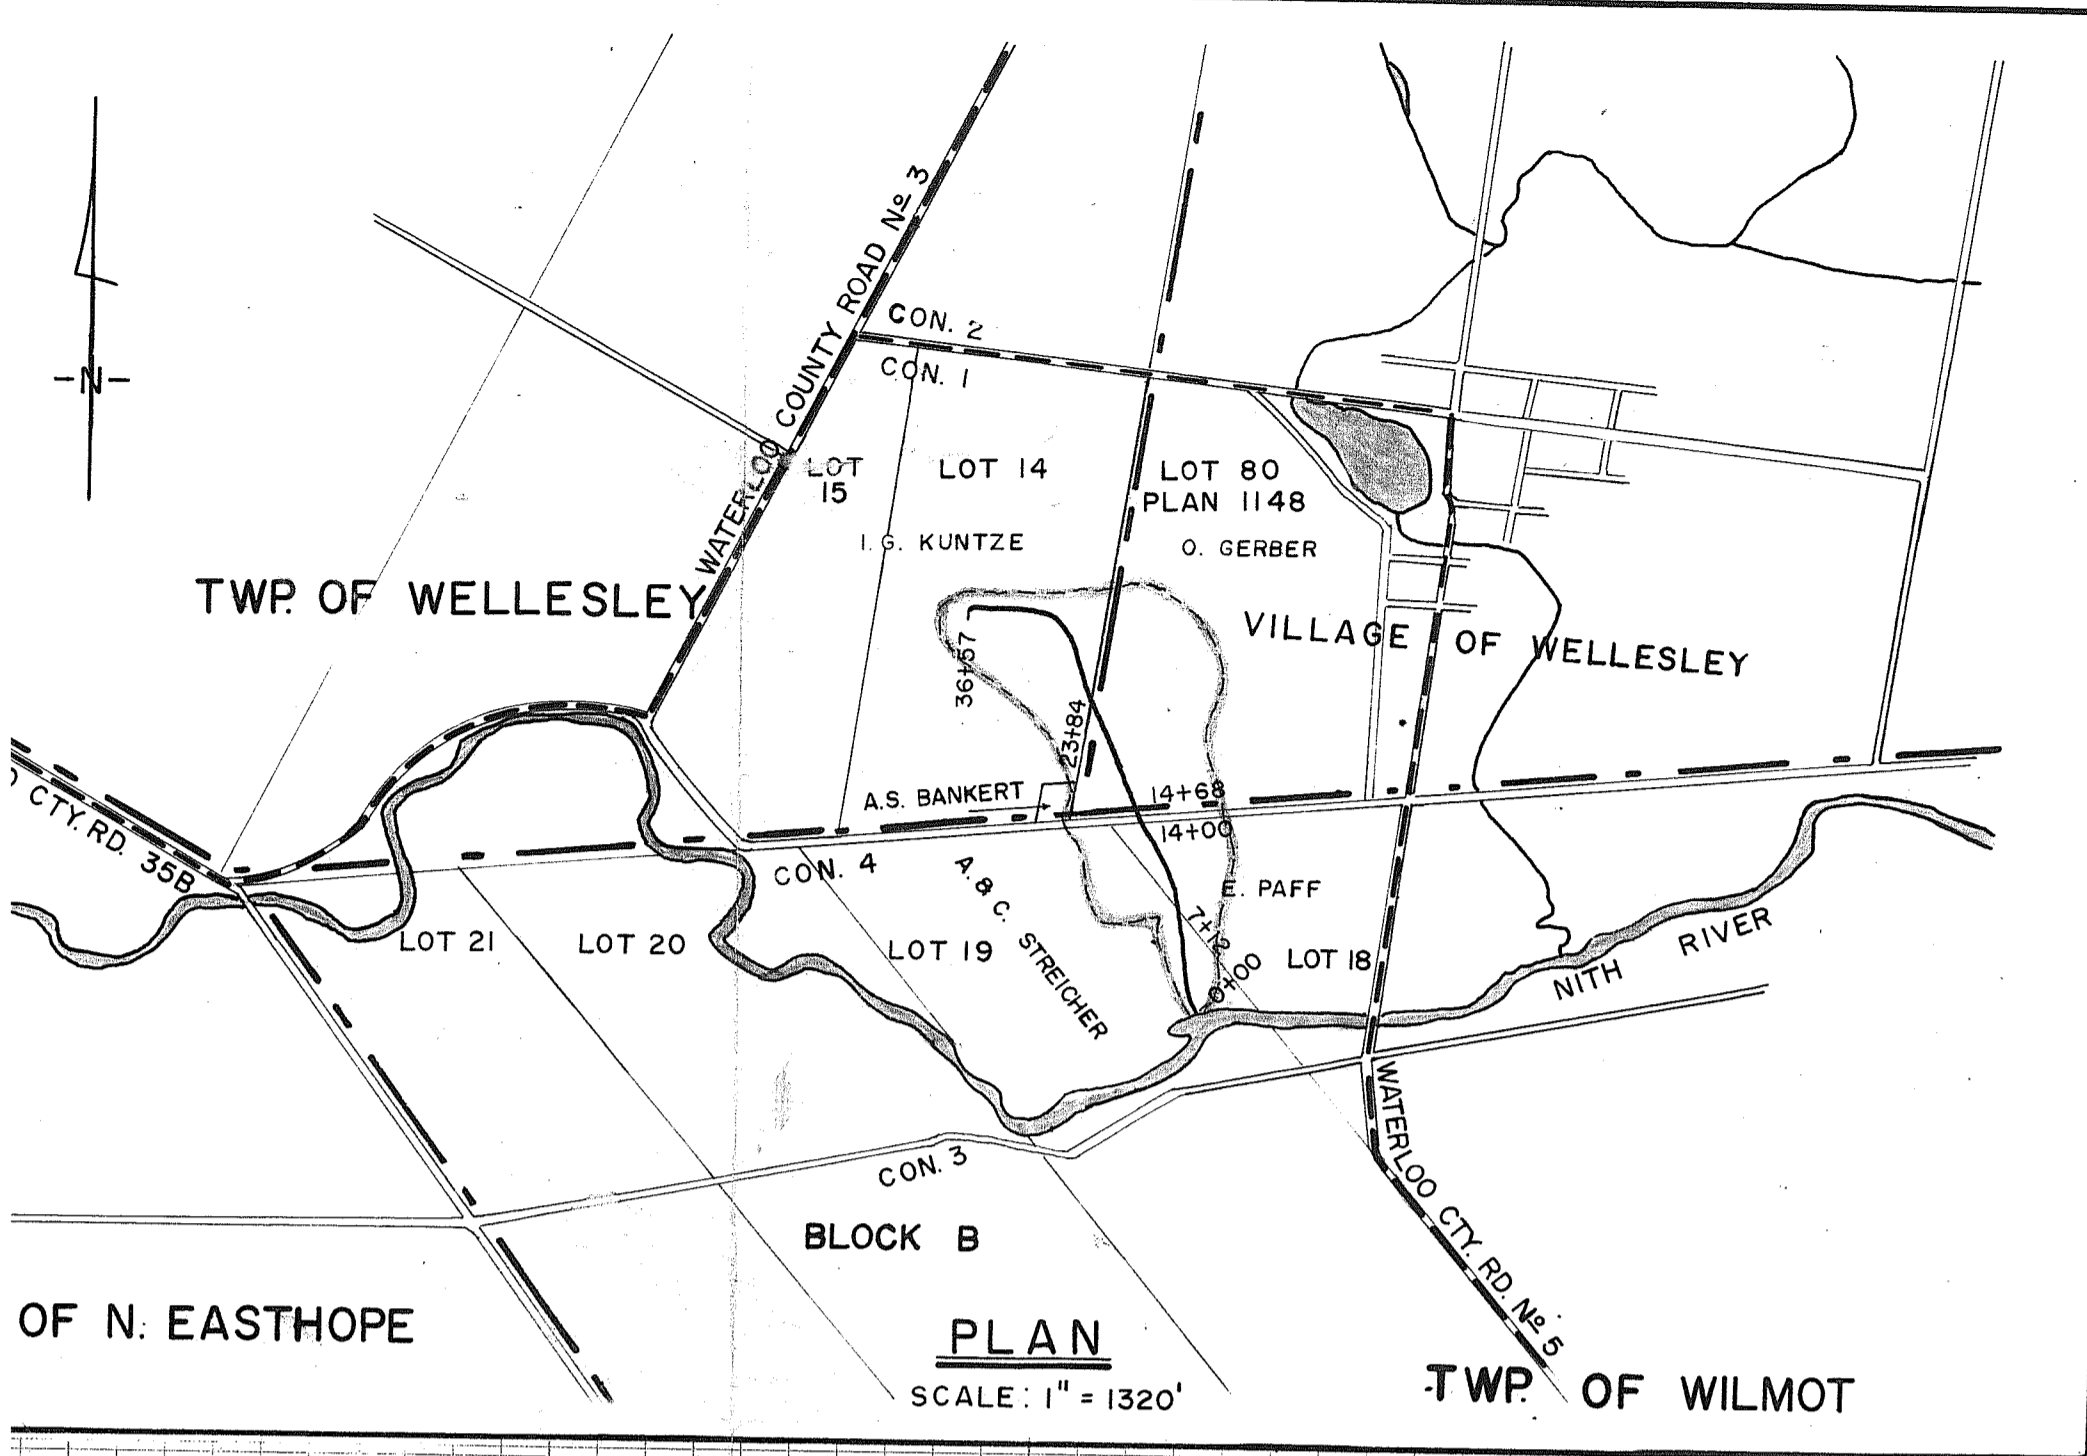 WATERLOO COUNTY ROAD Nº 3
CON. 2
CON. 1
-N-
LOT
15
LOT 14
LOT 80
PLAN 1148
I. G. KUNTZE
O. GERBER
TWP. OF WELLESLEY
VILLAGE OF WELLESLEY
36+57
23+84
A.S. BANKERT
14+68
14+00
CTY. RD. 35B
CON. 4
A. & C. STREICHER
E. PAFF
7+12
0+00
LOT 21
LOT 20
LOT 19
LOT 18
NITH RIVER
CON. 3
WATERLOO CTY. RD. Nº 5
BLOCK B
OF N. EASTHOPE
PLAN
SCALE: 1" = 1320'
TWP. OF WILMOT